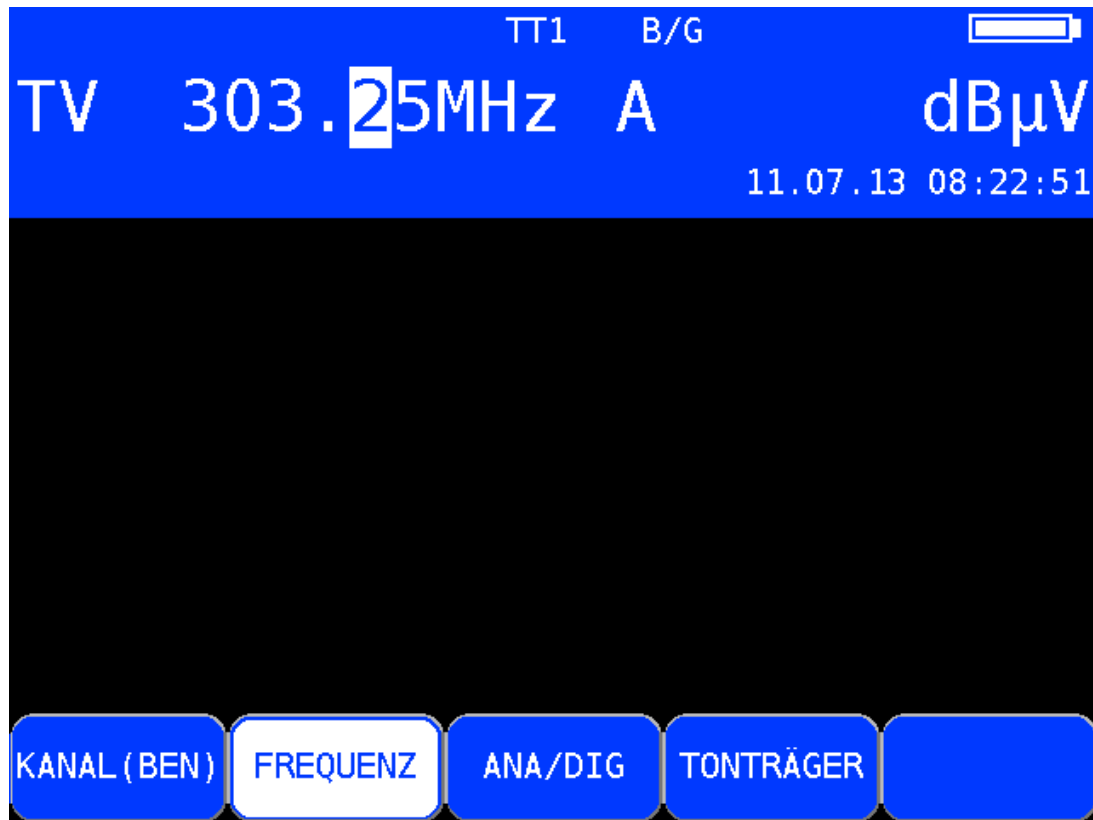 TT1 B/G
TV 303.25MHz A dBµV
11.07.13 08:22:51
KANAL(BEN) FREQUENZ ANA/DIG TONTRÄGER